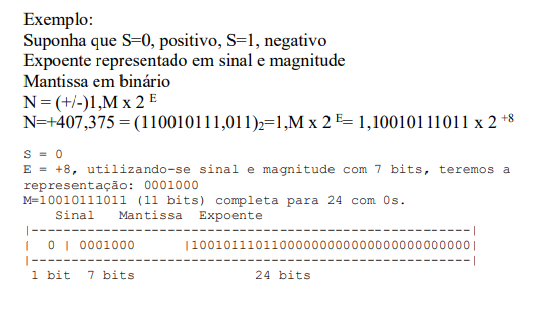 Exemplo:
Suponha que S=0, positivo, S=1, negativo
Expoente representado em sinal e magnitude
Mantissa em binário
N = (+/-)1,M x 2 E
N=+407,375 = (110010111,011)2=1,M x 2 E= 1,10010111011 x 2 +8
S = 0
E = +8, utilizando-se sinal e magnitude com 7 bits, teremos a
representação: 0001000
M=10010111011 (11 bits) completa para 24 com 0s.
Sinal Mantissa Expoente
|---------------------------------------------------------|
| 0 | 0001000 |10010111011000000000000000000000000|
|---------------------------------------------------------|
1 bit 7 bits 24 bits